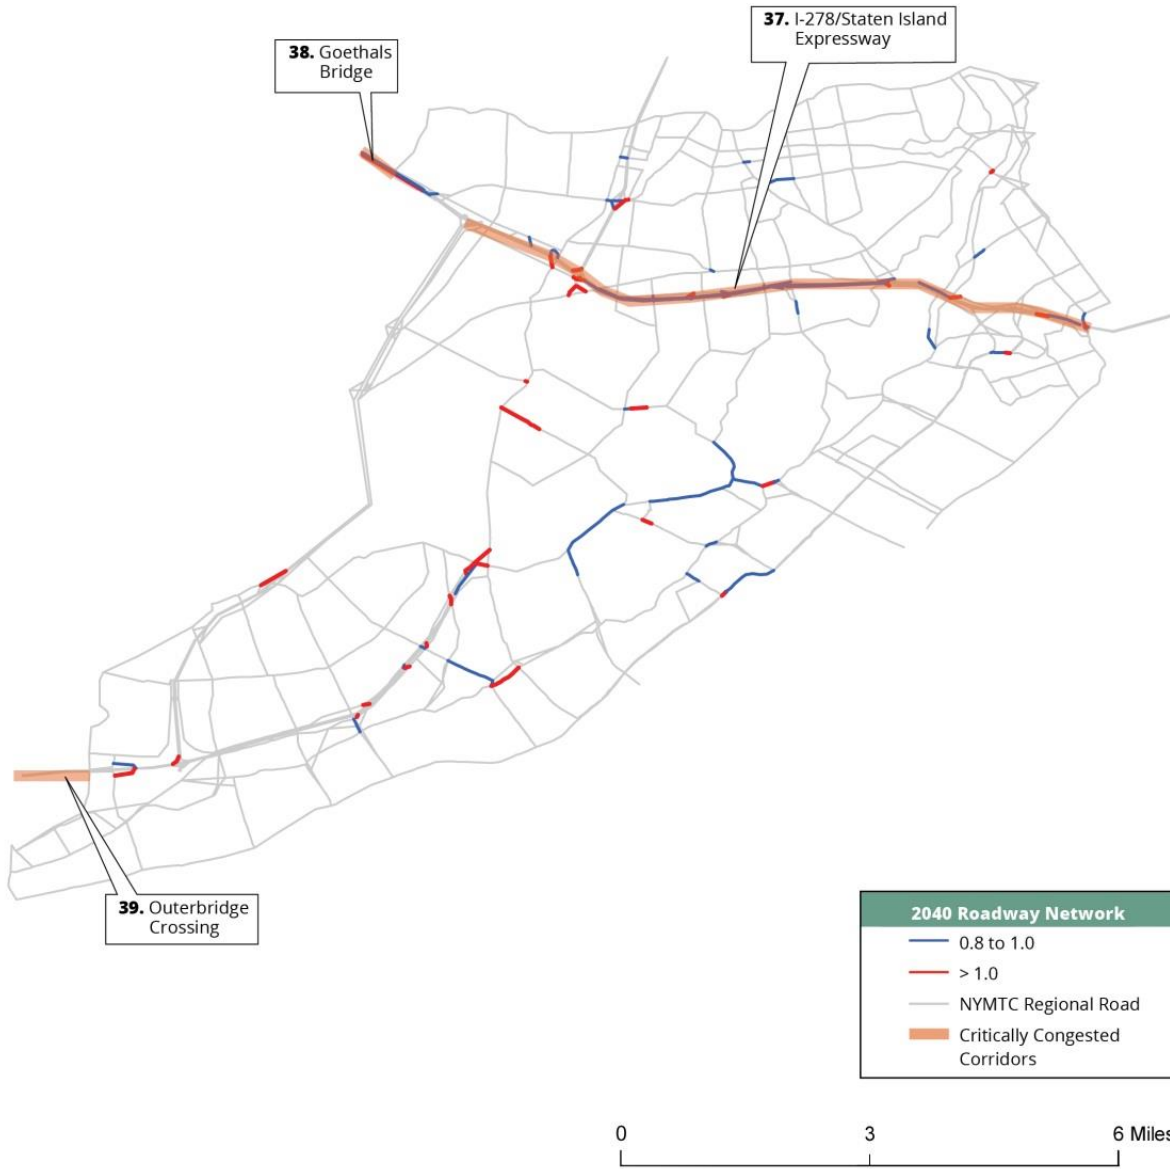 37. I-278/Staten Island
Expressway
38. Goethals
Bridge
39. Outerbridge
Crossing
2040 Roadway Network
0.8 to 1.0
> 1.0
NYMTC Regional Road
Critically Congested
Corridors
0 3 6 Miles